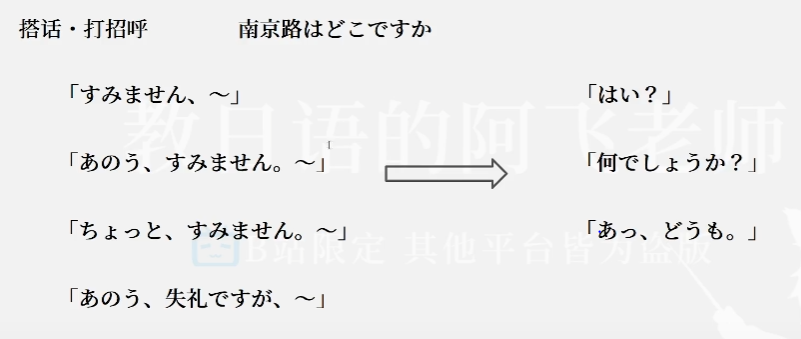 搭话・打招呼 南京路はどこですか
「すみません、～」 「はい？」
教日语的阿飞老师
「あのう、すみません。～」 「何でしょうか？」
「ちょっと、すみません。～」 「あっ、どうも。」
B站限定 其他平台皆为盗版
「あのう、失礼ですが、～」